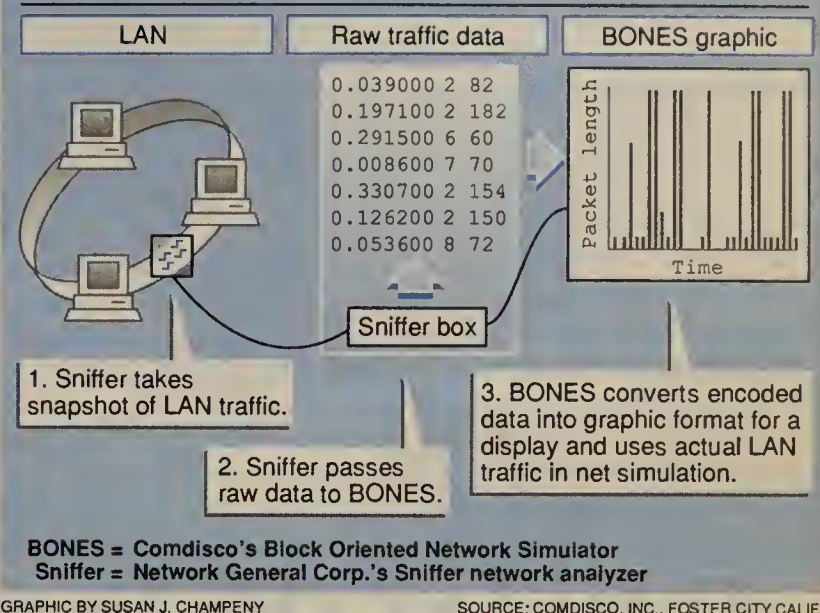 LAN
Raw traffic data
BONES graphic
0.039000 2 82
0.197100 2 182
0.291500 6 60
0.008600 7 70
0.330700 2 154
0.126200 2 150
0.053600 8 72
Packet length
Time
Sniffer box
1. Sniffer takes
snapshot of LAN traffic.
2. Sniffer passes
raw data to BONES.
3. BONES converts encoded
data into graphic format for a
display and uses actual LAN
traffic in net simulation.
BONES = Comdisco's Block Oriented Network Simulator
Sniffer = Network General Corp.'s Sniffer network analyzer
GRAPHIC BY SUSAN J. CHAMPENY
SOURCE: COMDISCO, INC., FOSTER CITY CALIF